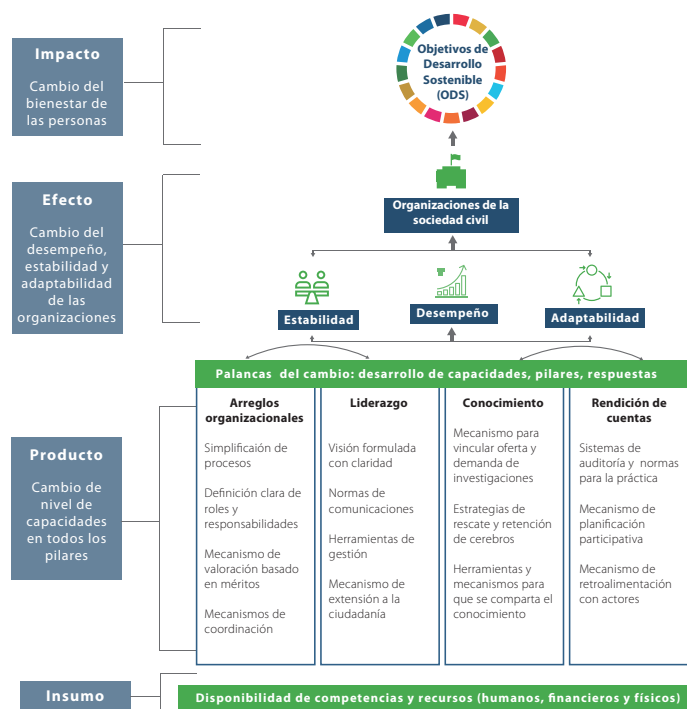 Impacto
Cambio del
bienestar de
las personas
Objetivos de
Desarrollo
Sostenible
(ODS)
Efecto
Cambio del
desempeño,
estabilidad y
adaptabilidad
de las
organizaciones
Organizaciones de la
sociedad civil
Estabilidad
Desempeño
Adaptabilidad
Palancas del cambio: desarrollo de capacidades, pilares, respuestas
Producto
Cambio de
nivel de
capacidades
en todos los
pilares
Arreglos
organizacionales
Simplificaión de
procesos
Definición clara de
roles y
responsabilidades
Mecanismo de
valoración basado
en méritos
Mecanismos de
coordinación
Liderazgo
Visión formulada
con claridad
Normas de
comunicaciones
Herramientas de
gestión
Mecanismo de
extensión a la
ciudadanía
Conocimiento
Mecanismo para
vincular oferta y
demanda de
investigaciones
Estrategias de
rescate y retención
de cerebros
Herramientas y
mecanismos para
que se comparta el
conocimiento
Rendición de
cuentas
Sistemas de
auditoría y normas
para la práctica
Mecanismo de
planificación
participativa
Mecanismo de
retroalimentación
con actores
Insumo
Disponibilidad de competencias y recursos (humanos, financieros y físicos)